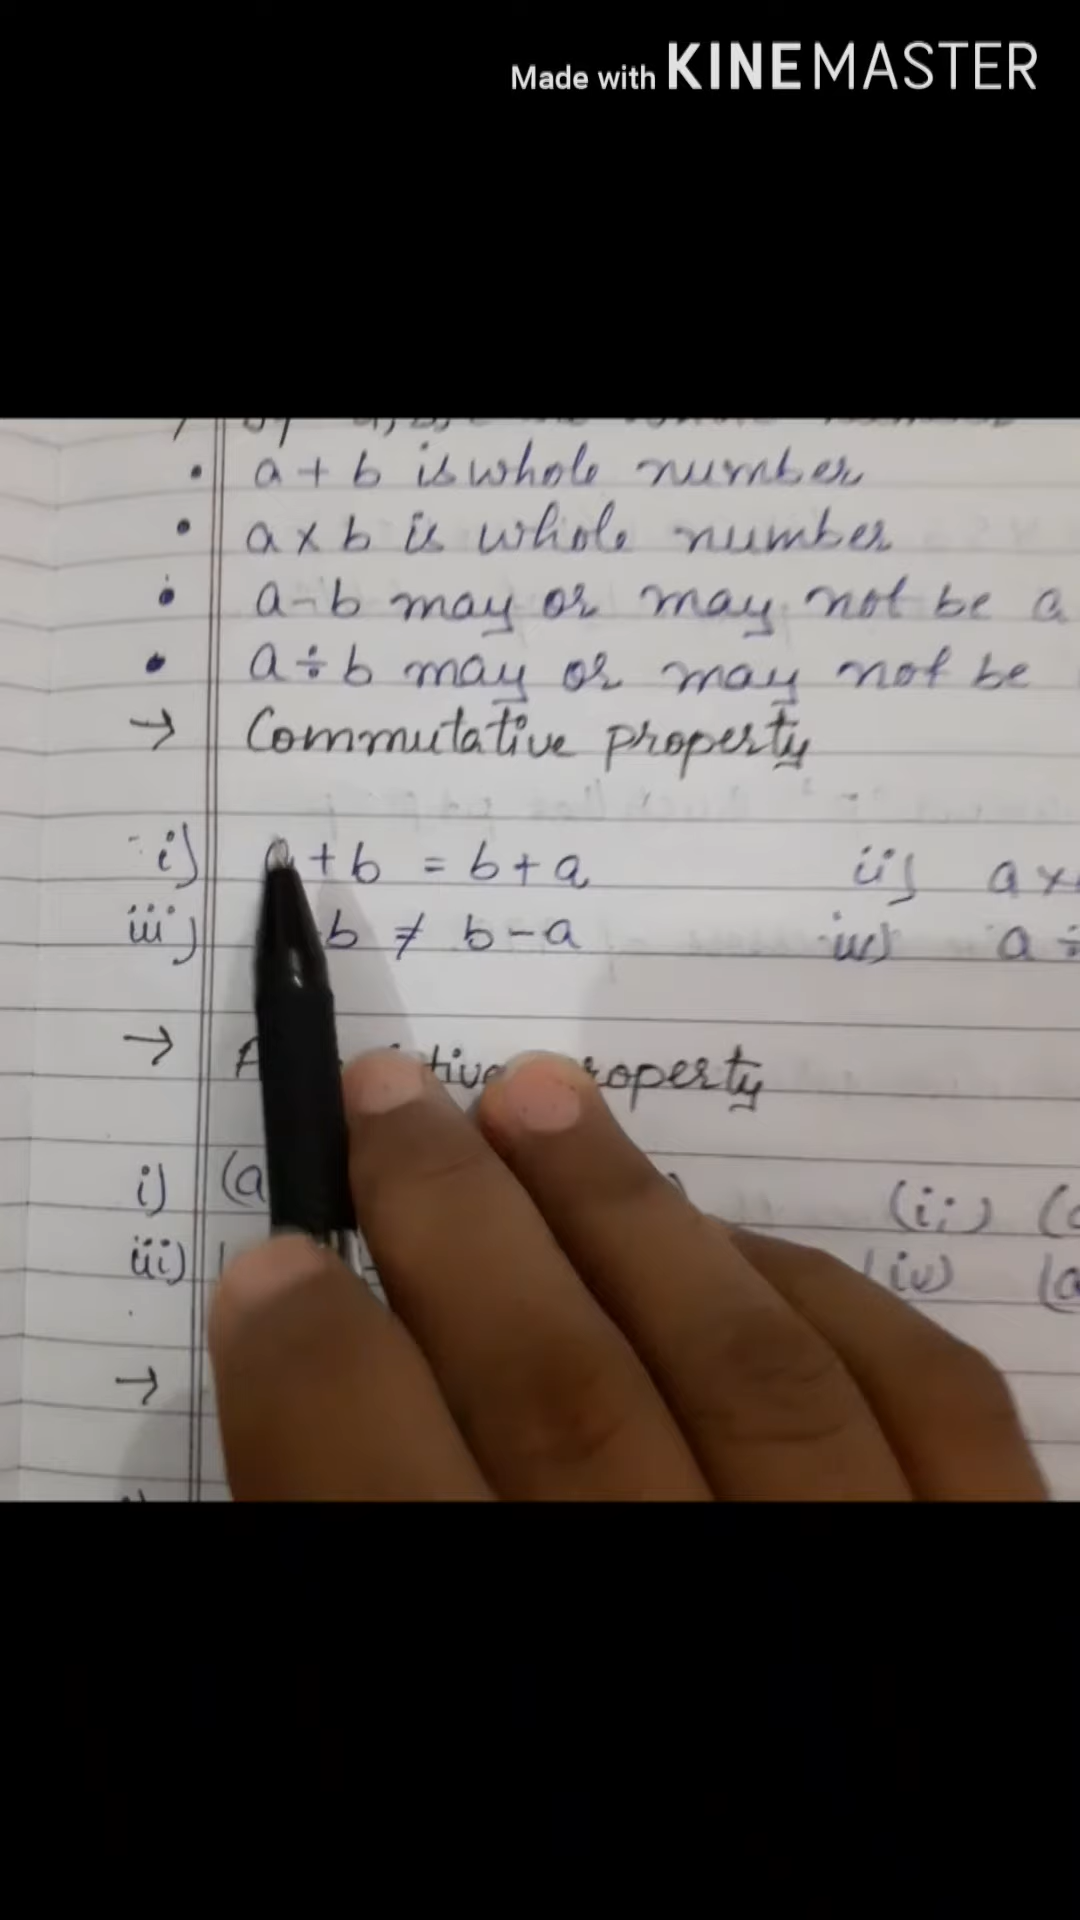 Made with KINEMASTER
• a + b is whole number
• a × b is whole number
• a - b may or may not be a
• a ÷ b may or may not be
→ Commutative property
i) a + b = b + a ii) a ×
iii) b ≠ b - a iv) a ÷
→ property
i) (a (ii) (a
iii) (iv) (a
→